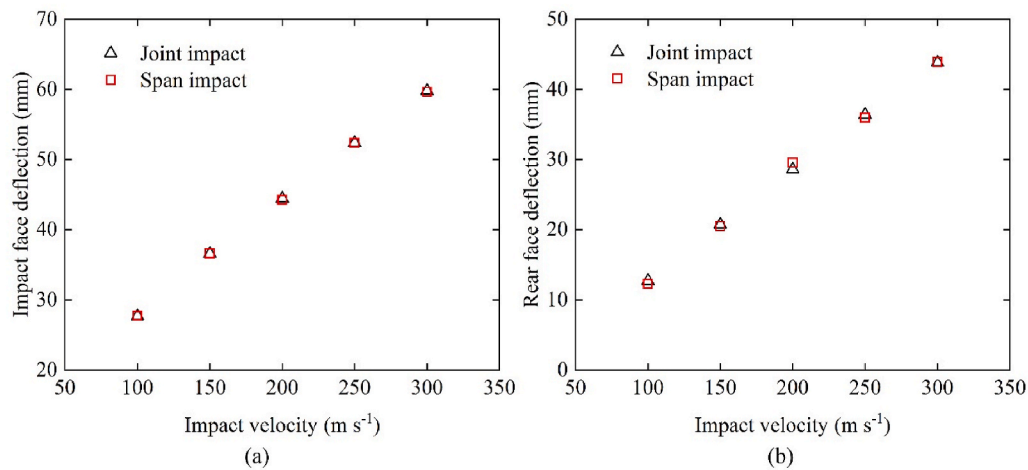 70
60
50
40
30
20
Impact face deflection (mm)
Joint impact
Span impact
50 100 150 200 250 300 350
Impact velocity (m s-1)
(a)
50
40
30
20
10
0
Rear face deflection (mm)
Joint impact
Span impact
50 100 150 200 250 300 350
Impact velocity (m s-1)
(b)